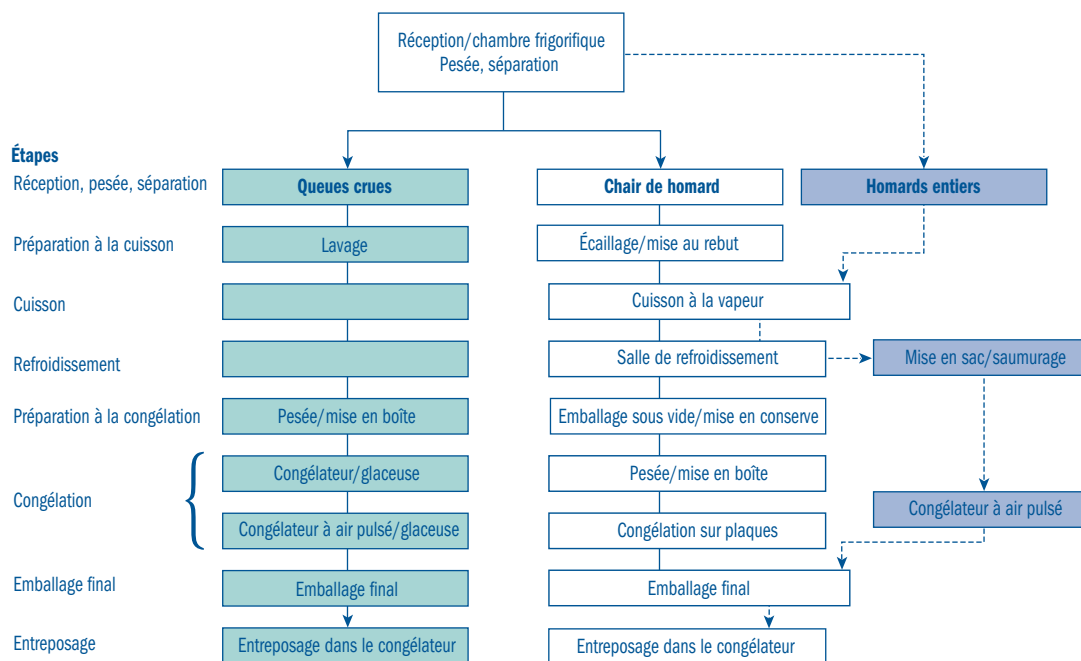 Réception/chambre frigorifique
Pesée, séparation
Étapes
Réception, pesée, séparation
Queues crues
Chair de homard
Homards entiers
Préparation à la cuisson
Lavage
Écaillage/mise au rebut
Cuisson
Cuisson à la vapeur
Refroidissement
Salle de refroidissement
Mise en sac/saumurage
Préparation à la congélation
Pesée/mise en boîte
Emballage sous vide/mise en conserve
Congélation
Congélateur/glaceuse
Pesée/mise en boîte
Congélateur à air pulsé
Congélateur à air pulsé/glaceuse
Congélation sur plaques
Emballage final
Emballage final
Emballage final
Entreposage
Entreposage dans le congélateur
Entreposage dans le congélateur